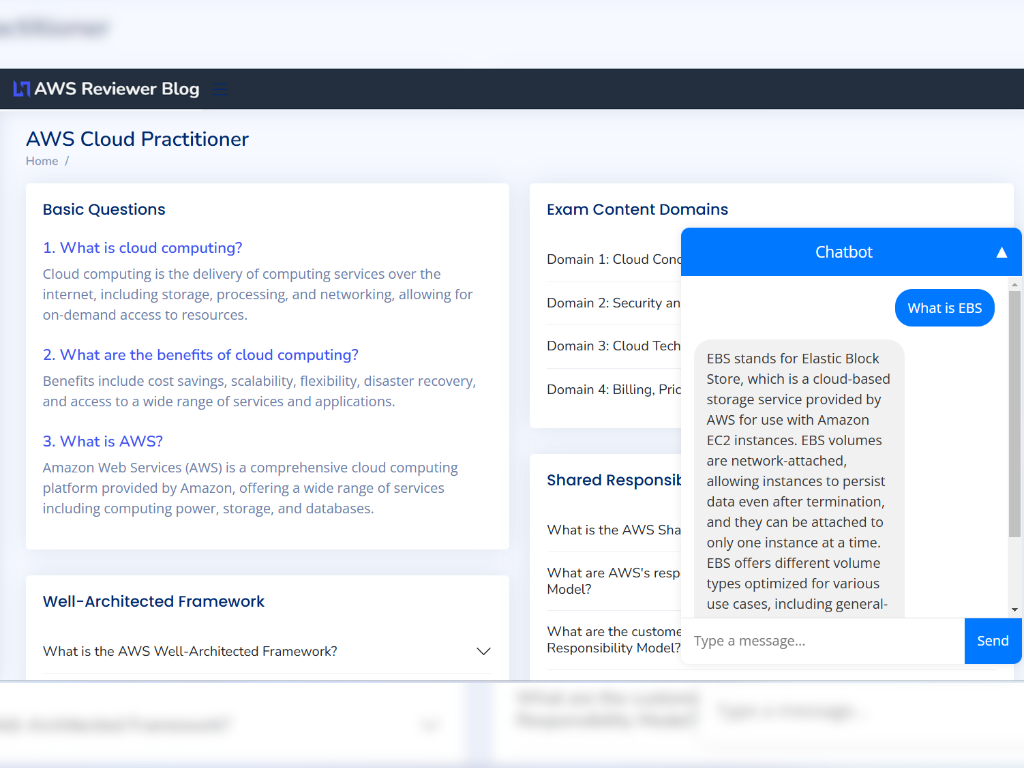 AWS Reviewer Blog
AWS Cloud Practitioner
Home /
Basic Questions
1. What is cloud computing?
Cloud computing is the delivery of computing services over the
internet, including storage, processing, and networking, allowing for
on-demand access to resources.
2. What are the benefits of cloud computing?
Benefits include cost savings, scalability, flexibility, disaster recovery,
and access to a wide range of services and applications.
3. What is AWS?
Amazon Web Services (AWS) is a comprehensive cloud computing
platform provided by Amazon, offering a wide range of services
including computing power, storage, and databases.
Well-Architected Framework
What is the AWS Well-Architected Framework?
Exam Content Domains
Domain 1: Cloud Conc
Domain 2: Security an
Domain 3: Cloud Tech
Domain 4: Billing, Pric
Shared Responsib
What is the AWS Sha
What are AWS's resp
Model?
What are the custome
Responsibility Model?
Chatbot
What is EBS
EBS stands for Elastic Block
Store, which is a cloud-based
storage service provided by
AWS for use with Amazon
EC2 instances. EBS volumes
are network-attached,
allowing instances to persist
data even after termination,
and they can be attached to
only one instance at a time.
EBS offers different volume
types optimized for various
use cases, including general-
Type a message...
Send